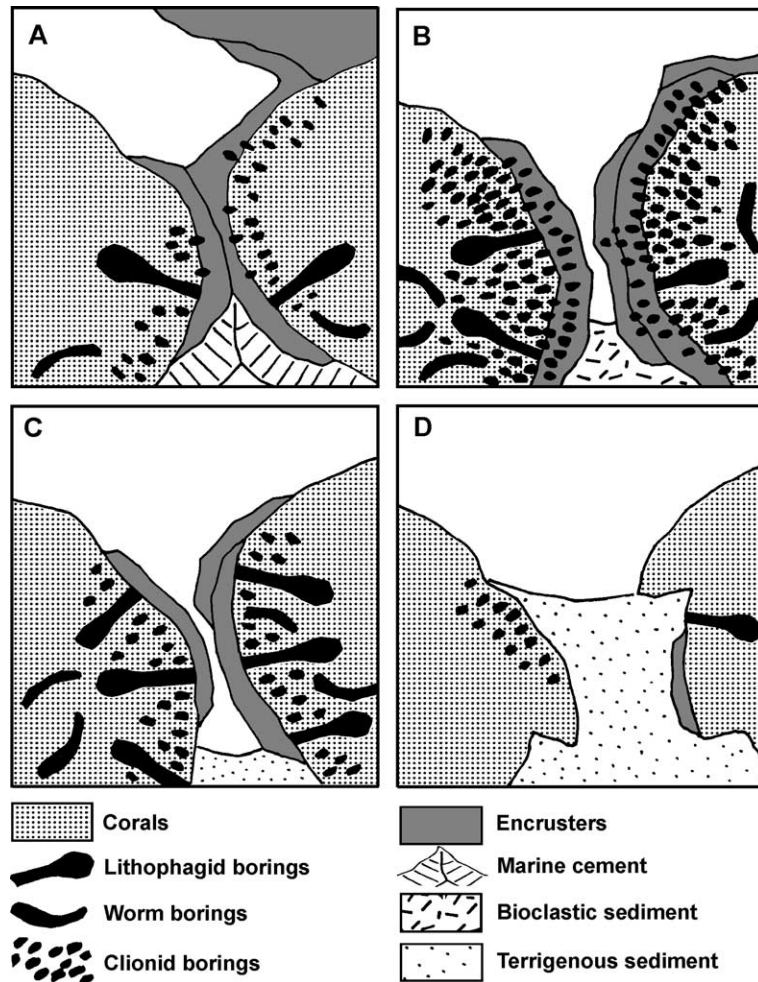 A
B
C
D
Corals
Lithophagid borings
Worm borings
Clionid borings
Encrusters
Marine cement
Bioclastic sediment
Terrigenous sediment